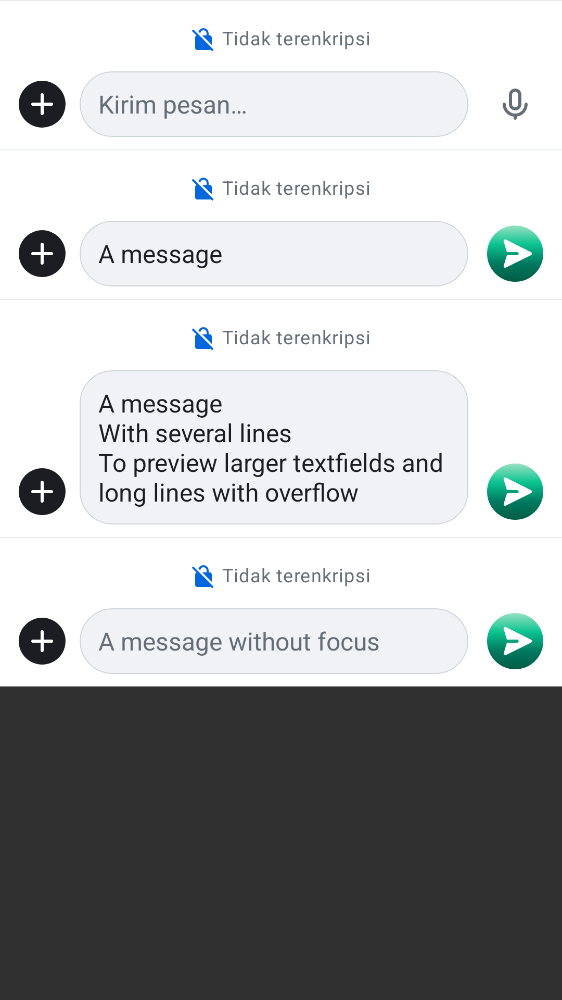 Tidak terenkripsi
Kirim pesan…
Tidak terenkripsi
A message
Tidak terenkripsi
A message
With several lines
To preview larger textfields and
long lines with overflow
Tidak terenkripsi
A message without focus